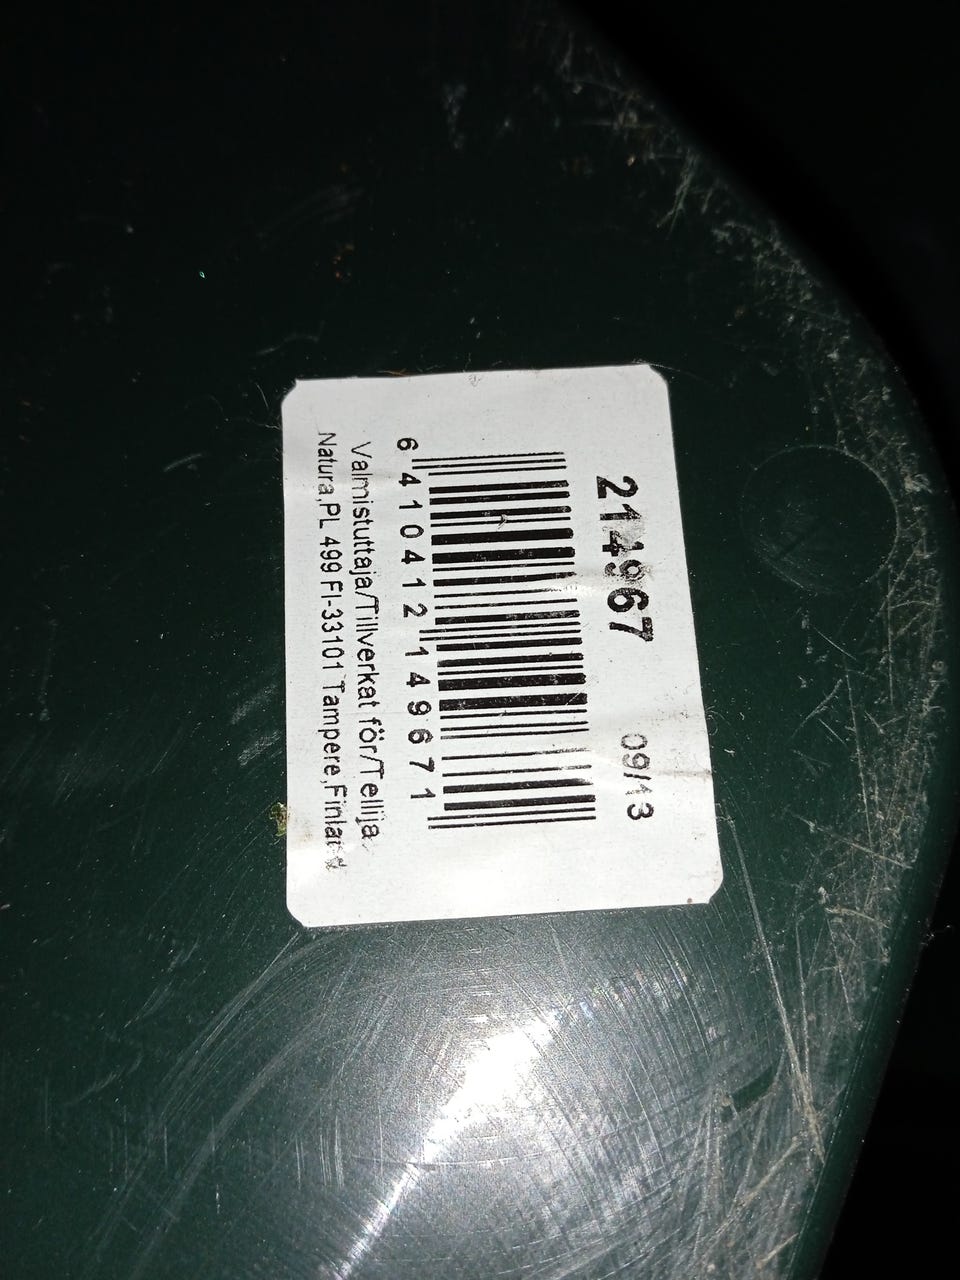 214967
09/13
6 410412 149671
Valmistuttaja/Tillverkat för/Tellija
Natura,PL 499 FI-33101 Tampere,Finland